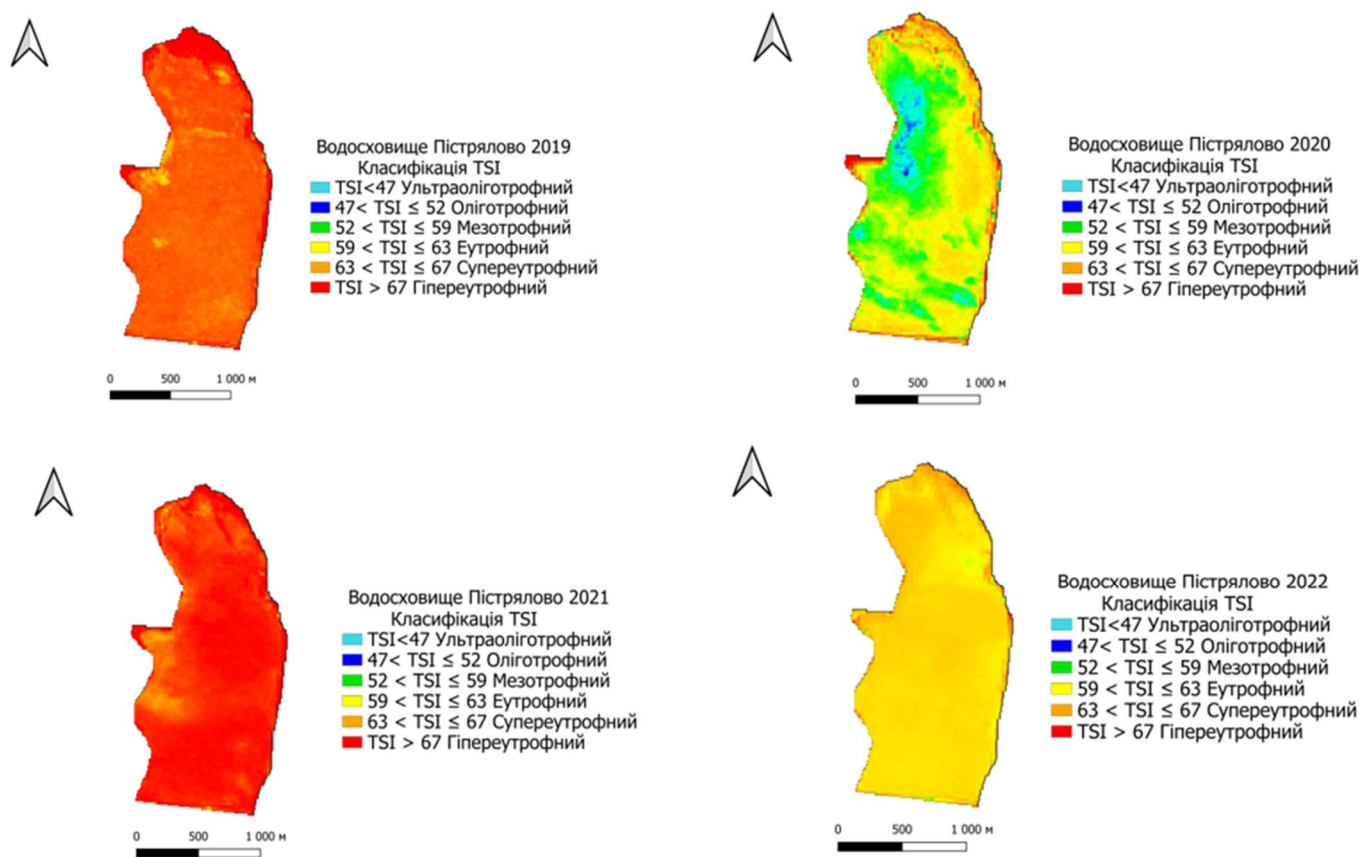 Водосховище Пістрялово 2019
Класифікація TSI
TSI<47 Ультраоліготрофний
47< TSI ≤ 52 Оліготрофний
52 < TSI ≤ 59 Мезотрофний
59 < TSI ≤ 63 Еутрофний
63 < TSI ≤ 67 Супереутрофний
TSI > 67 Гіпереутрофний
0 500 1 000 м
Водосховище Пістрялово 2020
Класифікація TSI
TSI<47 Ультраоліготрофний
47< TSI ≤ 52 Оліготрофний
52 < TSI ≤ 59 Мезотрофний
59 < TSI ≤ 63 Еутрофний
63 < TSI ≤ 67 Супереутрофний
TSI > 67 Гіпереутрофний
0 500 1 000 м
Водосховище Пістрялово 2021
Класифікація TSI
TSI<47 Ультраоліготрофний
47< TSI ≤ 52 Оліготрофний
52 < TSI ≤ 59 Мезотрофний
59 < TSI ≤ 63 Еутрофний
63 < TSI ≤ 67 Супереутрофний
TSI > 67 Гіпереутрофний
0 500 1 000 м
Водосховище Пістрялово 2022
Класифікація TSI
TSI<47 Ультраоліготрофний
47< TSI ≤ 52 Оліготрофний
52 < TSI ≤ 59 Мезотрофний
59 < TSI ≤ 63 Еутрофний
63 < TSI ≤ 67 Супереутрофний
TSI > 67 Гіпереутрофний
0 500 1 000 м